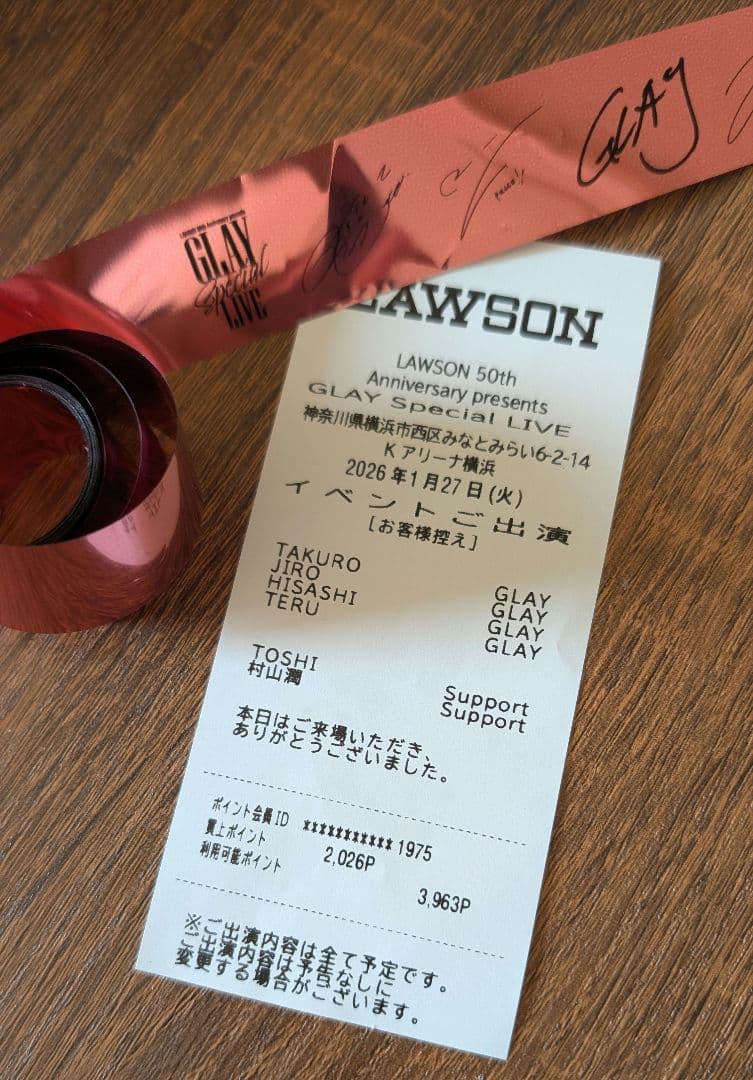 GLAY
GLAY
Special
LIVE
LAWSON
LAWSON 50th
Anniversary presents
GLAY Special LIVE
神奈川県横浜市西区みなとみらい6-2-14
Kアリーナ横浜
2026年1月27日(火)
イベントご出演
[お客様控え]
TAKURO GLAY
JIRO GLAY
HISASHI GLAY
TERU GLAY
TOSHI Support
村山潤 Support
本日はご来場いただき、
ありがとうございました。
ポイント会員ID ***********1975
買上ポイント 2,026P
利用可能ポイント 3,963P
※ご出演内容は全て予定です。
ご出演内容は予告なしに
変更する場合がございます。